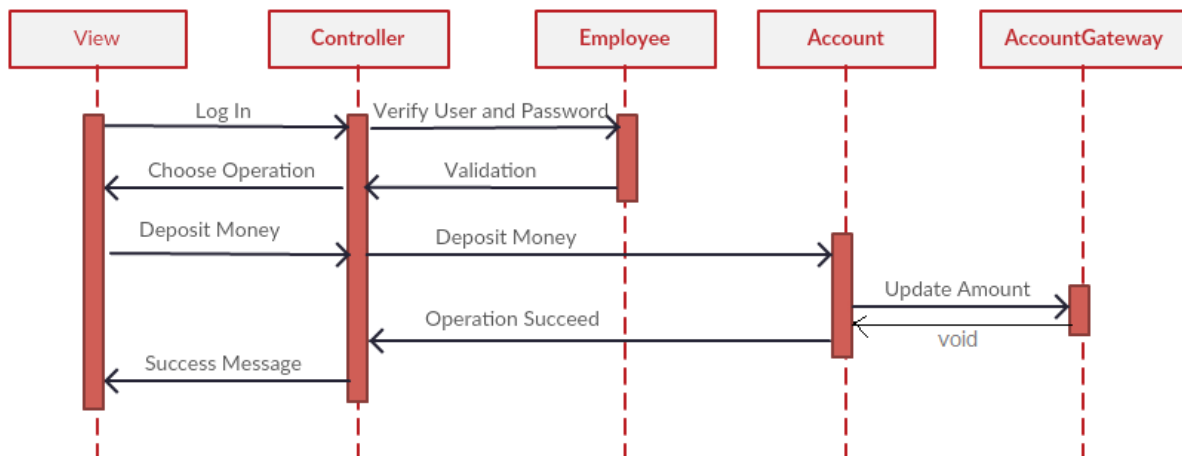 View
Controller
Employee
Account
AccountGateway
Log In
Verify User and Password
Choose Operation
Validation
Deposit Money
Deposit Money
Update Amount
Operation Succeed
void
Success Message